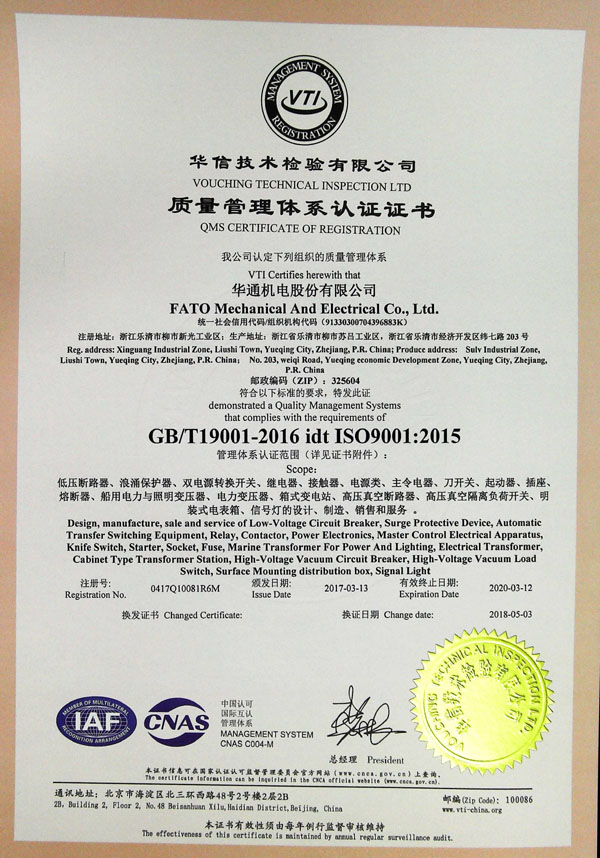 MANAGEMENT SYSTEM
VTI
REGISTRATION
华信技术检验有限公司
VOUCHING TECHNICAL INSPECTION LTD
质量管理体系认证证书
QMS CERTIFICATE OF REGISTRATION
我公司认定下列组织的质量管理体系
VTI Certifies herewith that
华通机电股份有限公司
FATO Mechanical And Electrical Co., Ltd.
统一社会信用代码/组织机构代码（91330300704396883K）
注册地址：浙江乐清市柳市新光工业区；生产地址：浙江省乐清市柳市苏吕工业区，浙江省乐清市经济开发区纬七路 203 号
Reg. address: Xinguang Industrial Zone, Liushi Town, Yueqing City, Zhejiang, P.R. China; Produce address: Sulv Industrial Zone,
Liushi Town, Yueqing City, Zhejiang, P.R. China； No. 203, weiqi Road, Yueqing economic Development Zone, Yueqing, Zhejiang,
P.R. China
邮政编码（ZIP）：325604
符合以下标准的要求，特发此证
demonstrated a Quality Management Systems
that complies with the requirements of
GB/T19001-2016 idt ISO9001:2015
管理体系认证范围（详见证书附件）：
Scope:
低压断路器、浪涌保护器、双电源转换开关、继电器、接触器、电源类、主令电器、刀开关、起动器、插座、
熔断器、船用电力与照明变压器、电力变压器、箱式变电站、高压真空断路器、高压真空隔离负荷开关、明
装式电表箱、信号灯的设计、制造、销售和服务 。
Design, manufacture, sale and service of Low-Voltage Circuit Breaker, Surge Protective Device, Automatic
Transfer Switching Equipment, Relay, Contactor, Power Electronics, Master Control Electrical Apparatus,
Knife Switch, Starter, Socket, Fuse, Marine Transformer For Power And Lighting, Electrical Transformer,
Cabinet Type Transformer Station, High-Voltage Vacuum Circuit Breaker, High-Voltage Vacuum Load
Switch, Surface Mounting distribution box, Signal Light
注册号: 颁发日期: 有效终止日期:
Registration No. 0417Q10081R6M Issue Date 2017-03-13 Expiration Date 2020-03-12
换发证书 Changed Certificate: 换证日期 Change date: 2018-05-03
VOUCHING TECHNICAL INSPECTION LTD.
华信技术检验有限公司
MEMBER OF MULTILATERAL
IAF
RECOGNITION ARRANGEMENT
CNAS
中国认可
国际互认
管理体系
MANAGEMENT SYSTEM
CNAS C004-M
总经理 President
本证书信息可在国家认证认可监督管理委员会官方网站（www.cnca.gov.cn）上查询。
The certificate information can be inquiried in the CNCA official website (www.cnca.gov.cn)
通讯地址: 北京市海淀区北三环西路48号2号楼2层2B 邮编(Zip Code): 100086
2B, Building 2, Floor 2, No.48 Beisanhuan Xilu,Haidian District,Beijing, China www.vti-china.org
本证书有效性须由每年例行监督审核维持
The effectiveness of this certificate is maintained by annual regular surveillance audit.